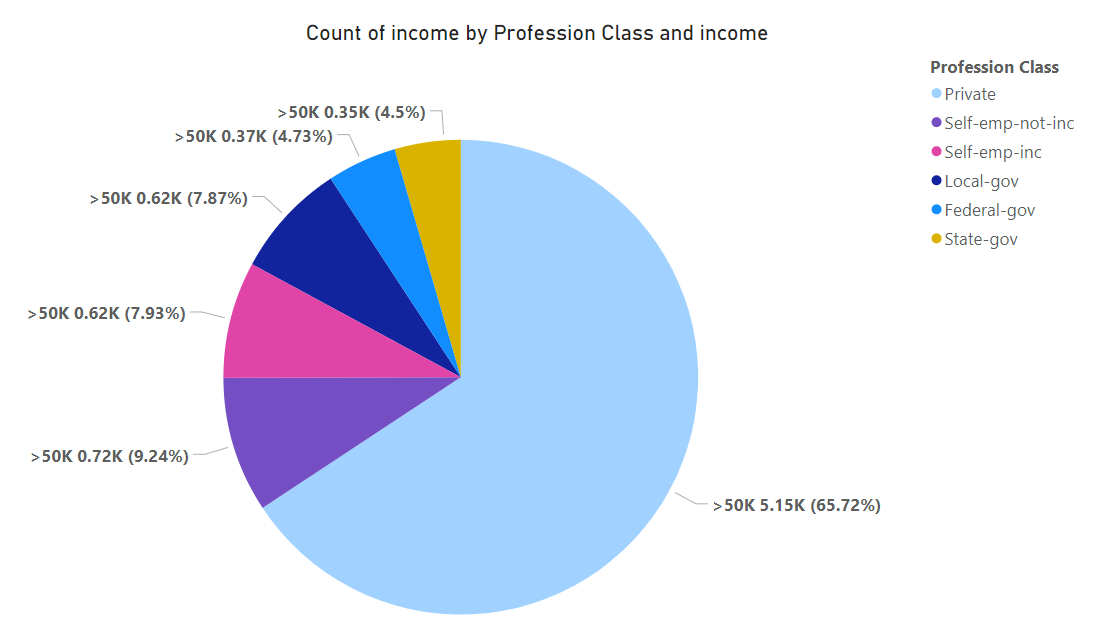 Count of income by Profession Class and income
Profession Class
Private
Self-emp-not-inc
Self-emp-inc
Local-gov
Federal-gov
State-gov
>50K 0.35K (4.5%)
>50K 0.37K (4.73%)
>50K 0.62K (7.87%)
>50K 0.62K (7.93%)
>50K 0.72K (9.24%)
>50K 5.15K (65.72%)